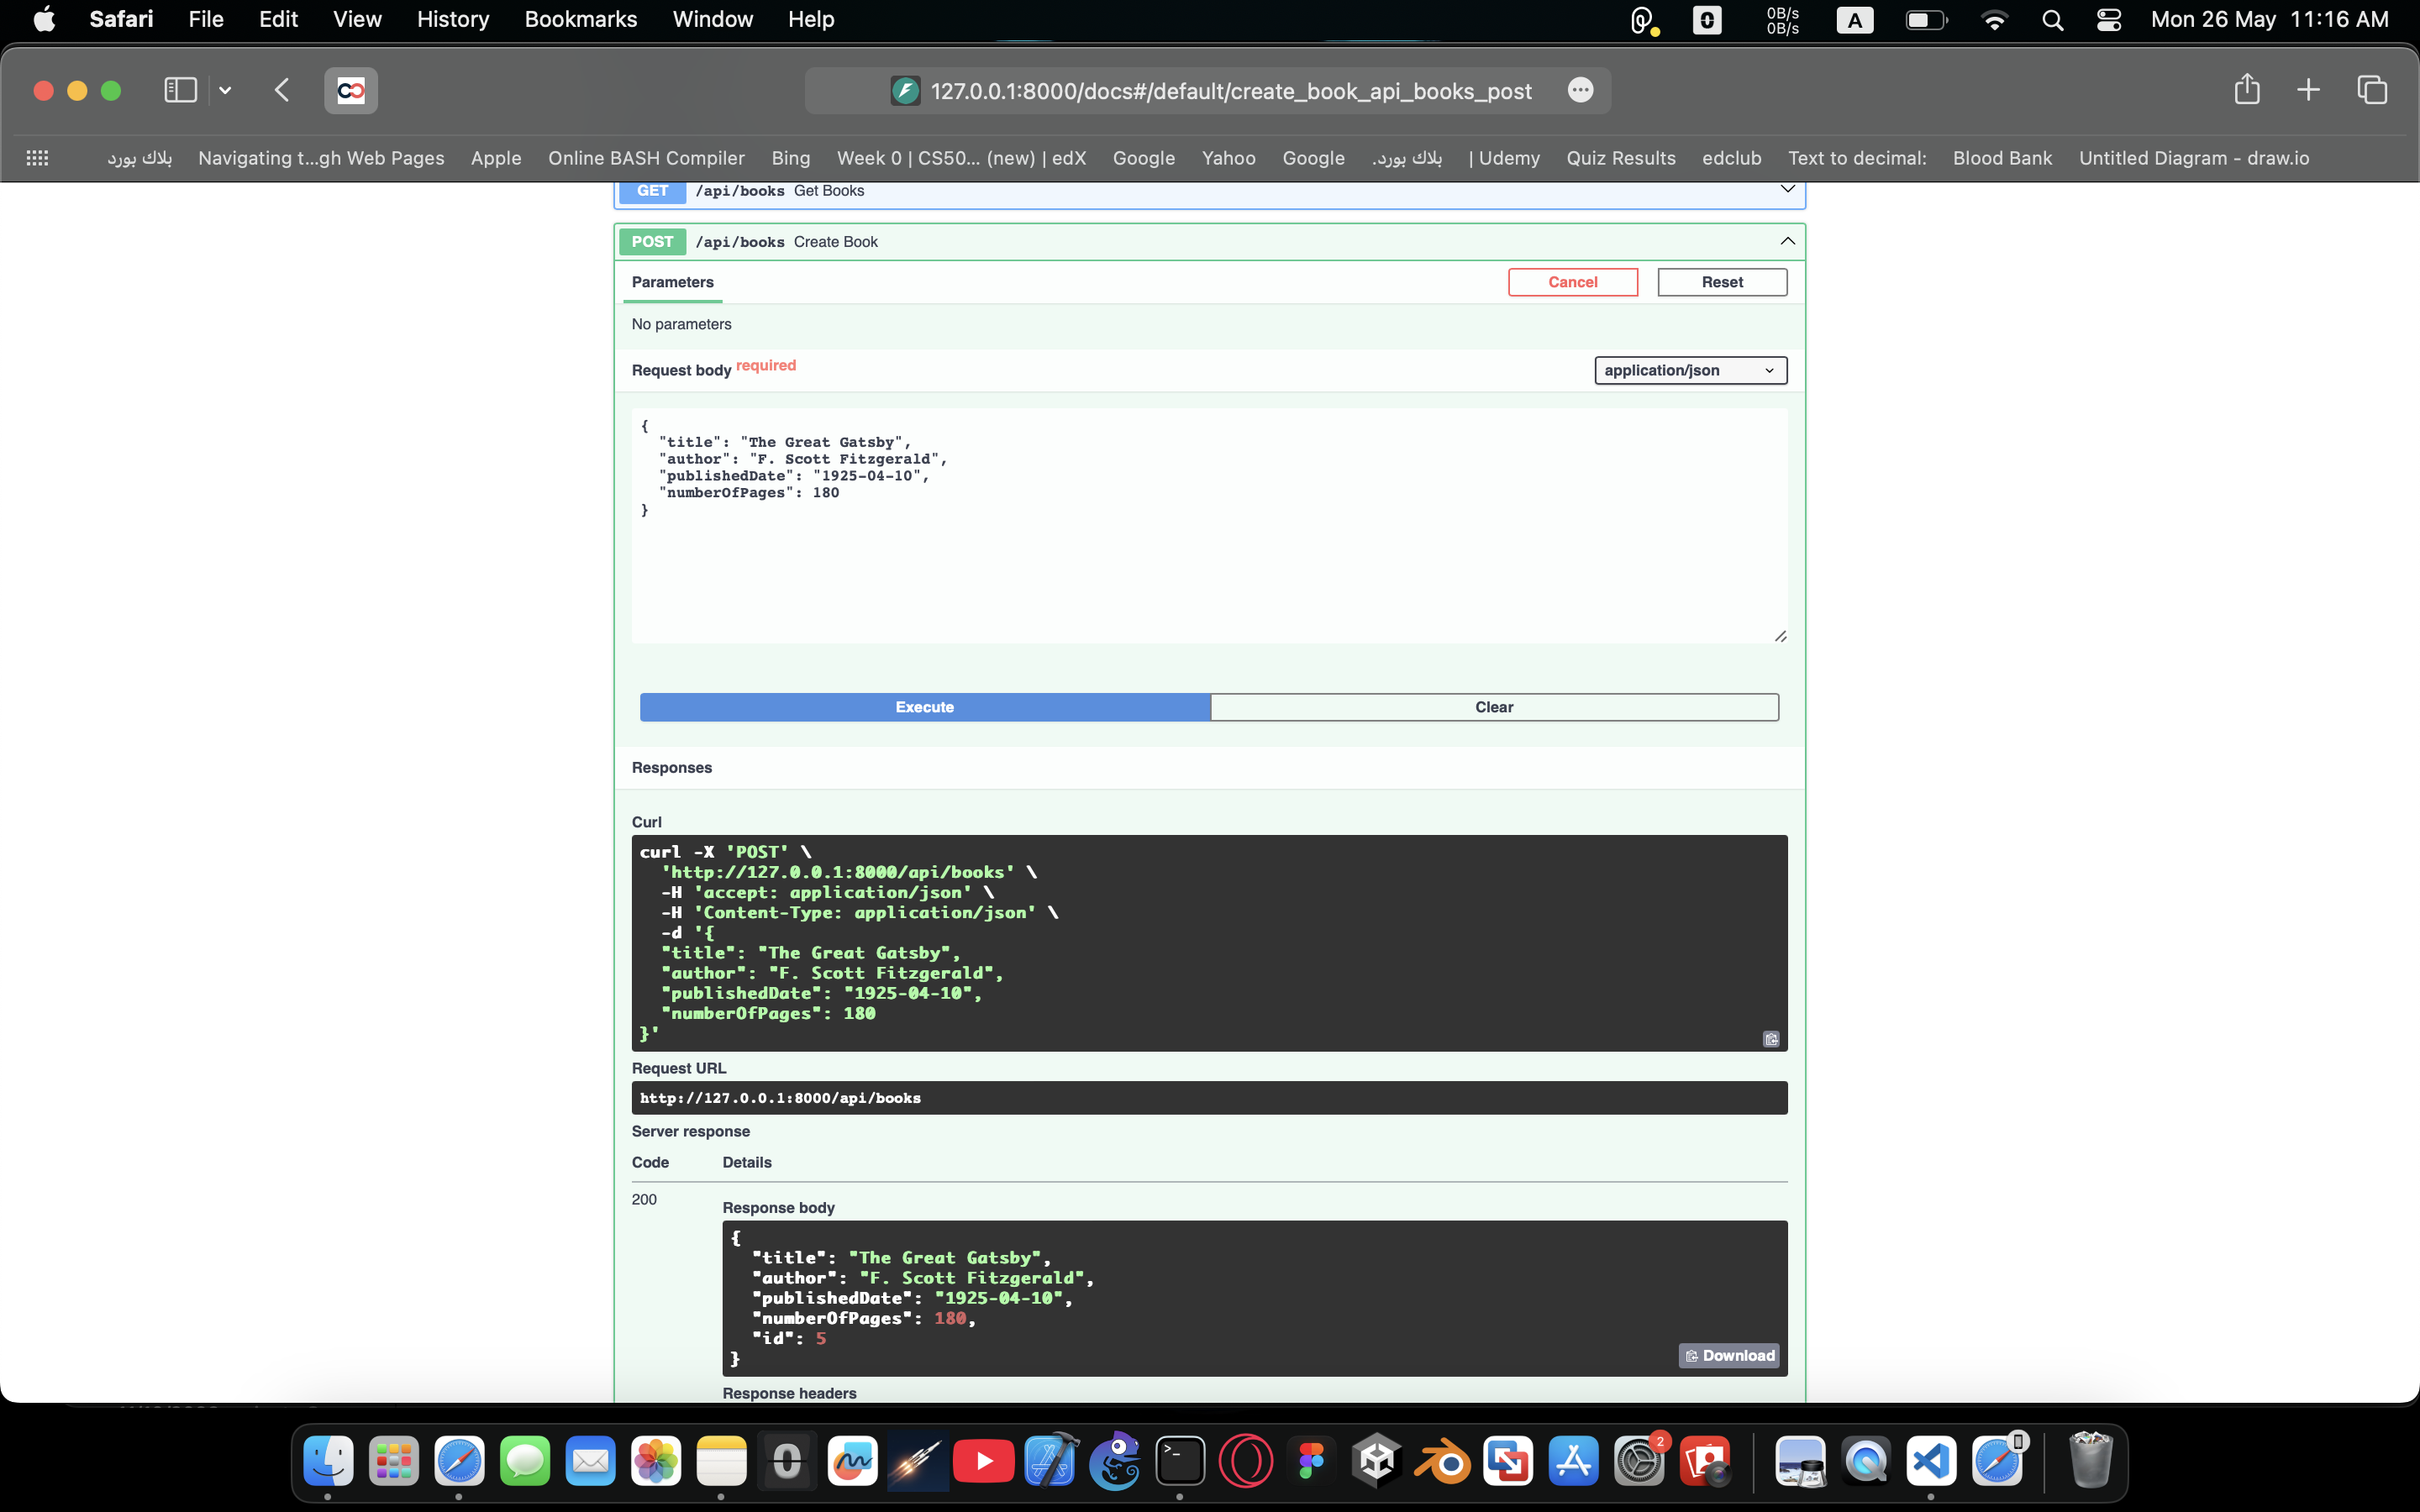 Safari File Edit View History Bookmarks Window Help 0B/s 0B/s A Mon 26 May 11:16 AM
127.0.0.1:8000/docs#/default/create_book_api_books_post
بلاك بورد Navigating t...gh Web Pages Apple Online BASH Compiler Bing Week 0 | CS50... (new) | edX Google Yahoo Google بلاك بورد. | Udemy Quiz Results edclub Text to decimal: Blood Bank Untitled Diagram - draw.io
GET /api/books Get Books
POST /api/books Create Book
Parameters Cancel Reset
No parameters
Request body required application/json
{
"title": "The Great Gatsby",
"author": "F. Scott Fitzgerald",
"publishedDate": "1925-04-10",
"numberOfPages": 180
}
Execute Clear
Responses
Curl
curl -X 'POST' \
'http://127.0.0.1:8000/api/books' \
-H 'accept: application/json' \
-H 'Content-Type: application/json' \
-d '{
"title": "The Great Gatsby",
"author": "F. Scott Fitzgerald",
"publishedDate": "1925-04-10",
"numberOfPages": 180
}'
Request URL
http://127.0.0.1:8000/api/books
Server response
Code Details
200
Response body
{
"title": "The Great Gatsby",
"author": "F. Scott Fitzgerald",
"publishedDate": "1925-04-10",
"numberOfPages": 180,
"id": 5
}
Download
Response headers
2